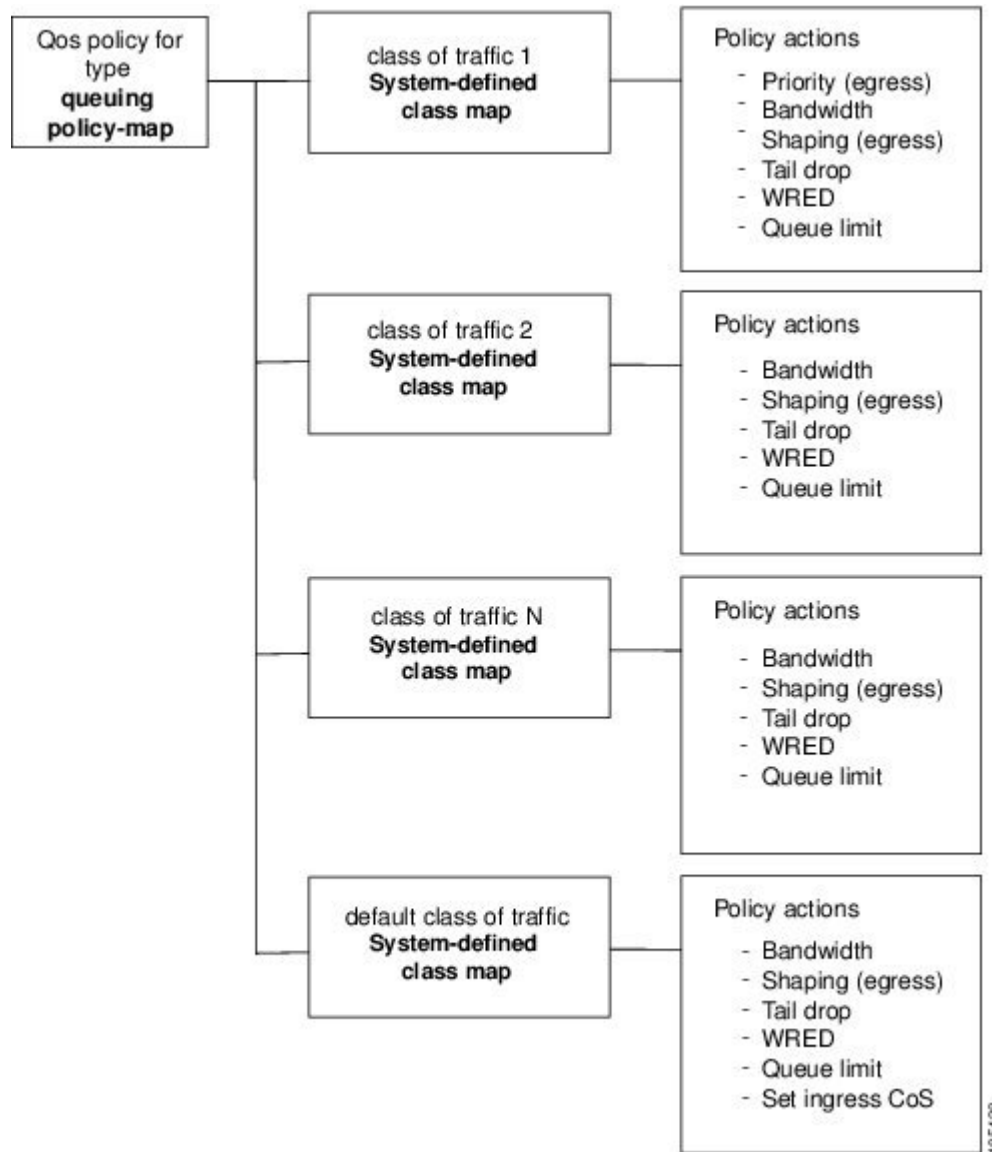 Qos policy for
type
queuing
policy-map
class of traffic 1
System-defined
class map
Policy actions
- Priority (egress)
- Bandwidth
- Shaping (egress)
- Tail drop
- WRED
- Queue limit
class of traffic 2
System-defined
class map
Policy actions
- Bandwidth
- Shaping (egress)
- Tail drop
- WRED
- Queue limit
class of traffic N
System-defined
class map
Policy actions
- Bandwidth
- Shaping (egress)
- Tail drop
- WRED
- Queue limit
default class of traffic
System-defined
class map
Policy actions
- Bandwidth
- Shaping (egress)
- Tail drop
- WRED
- Queue limit
- Set ingress CoS